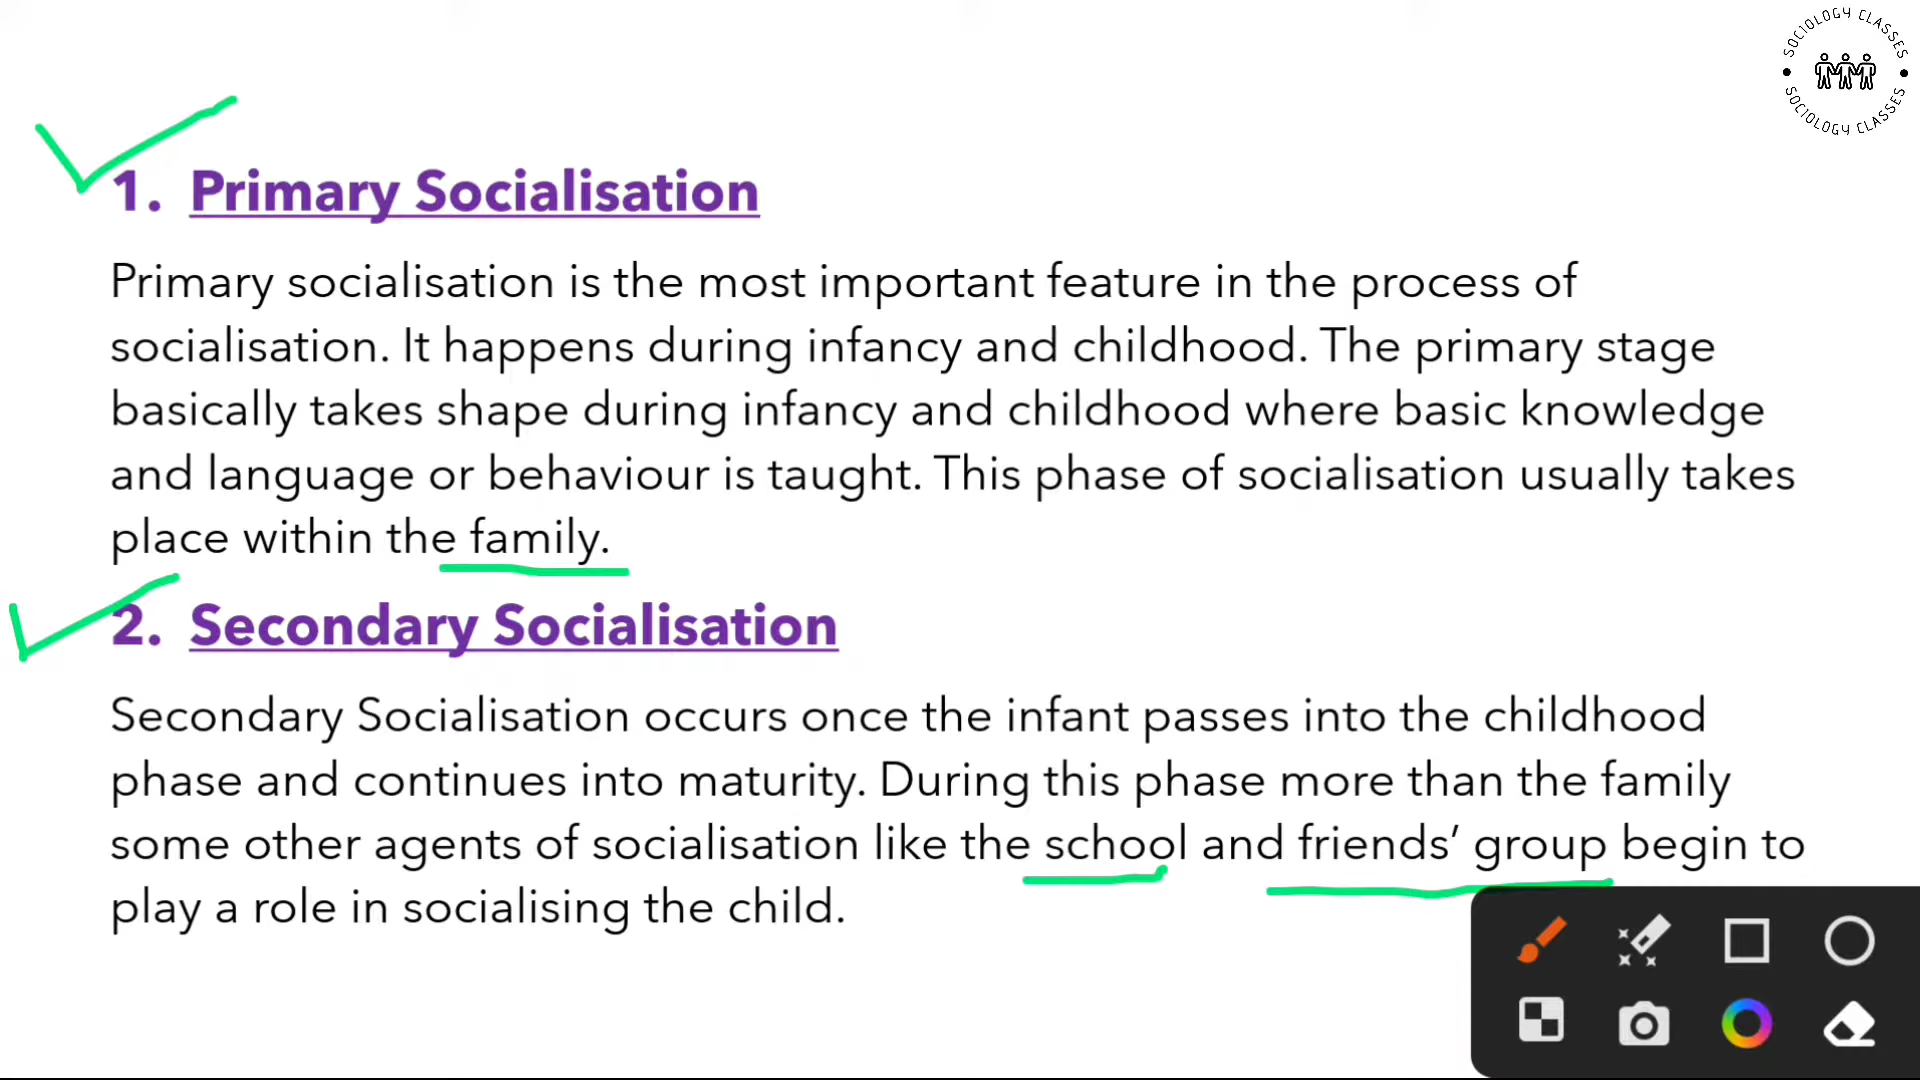 SOCIOLOGY CLASSES
SOCIOLOGY CLASSES
1. Primary Socialisation
Primary socialisation is the most important feature in the process of
socialisation. It happens during infancy and childhood. The primary stage
basically takes shape during infancy and childhood where basic knowledge
and language or behaviour is taught. This phase of socialisation usually takes
place within the family.
2. Secondary Socialisation
Secondary Socialisation occurs once the infant passes into the childhood
phase and continues into maturity. During this phase more than the family
some other agents of socialisation like the school and friends’ group begin to
play a role in socialising the child.